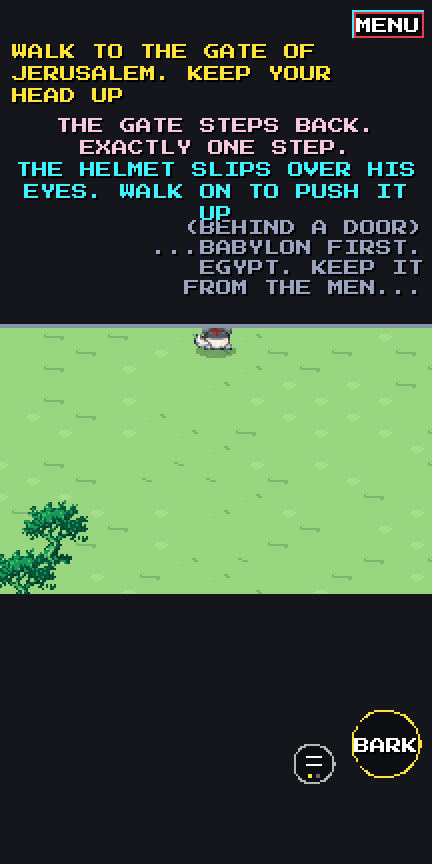 MENU
WALK TO THE GATE OF
JERUSALEM. KEEP YOUR
HEAD UP
THE GATE STEPS BACK.
EXACTLY ONE STEP.
THE HELMET SLIPS OVER HIS
EYES. WALK ON TO PUSH IT
UP
(BEHIND A DOOR)
...BABYLON FIRST.
EGYPT. KEEP IT
FROM THE MEN...
BARK